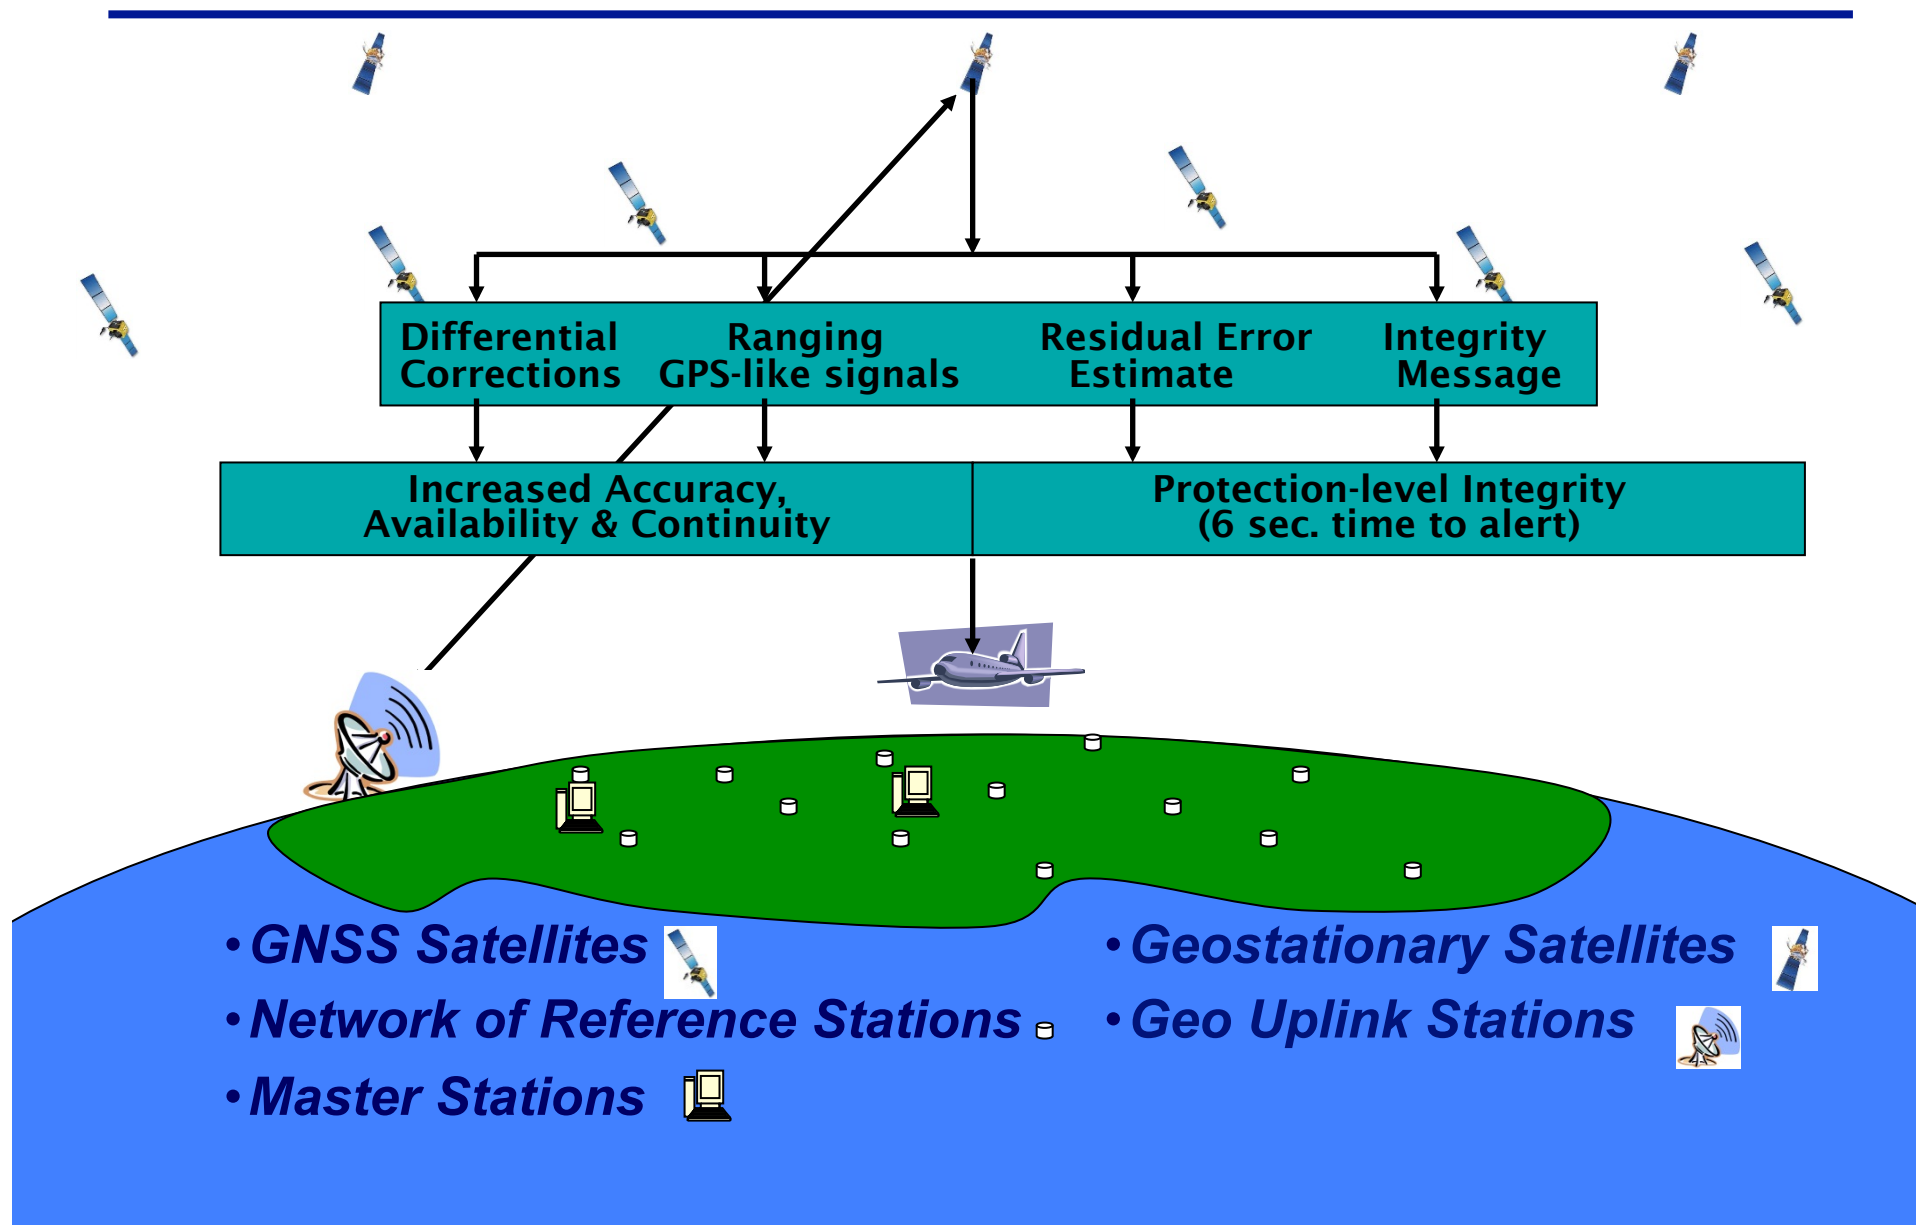 Differential
Corrections
Ranging
GPS-like signals
Residual Error
Estimate
Integrity
Message
Increased Accuracy,
Availability & Continuity
Protection-level Integrity
(6 sec. time to alert)
•GNSS Satellites
•Network of Reference Stations
•Master Stations
•Geostationary Satellites
•Geo Uplink Stations